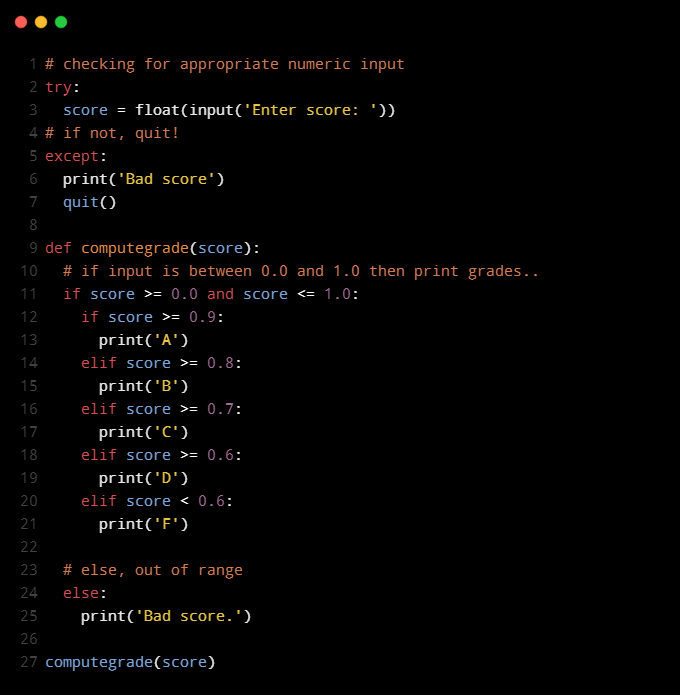 1 # checking for appropriate numeric input
2 try:
3   score = float(input('Enter score: '))
4 # if not, quit!
5 except:
6   print('Bad score')
7   quit()
8
9 def computegrade(score):
10   # if input is between 0.0 and 1.0 then print grades..
11   if score >= 0.0 and score <= 1.0:
12     if score >= 0.9:
13       print('A')
14     elif score >= 0.8:
15       print('B')
16     elif score >= 0.7:
17       print('C')
18     elif score >= 0.6:
19       print('D')
20     elif score < 0.6:
21       print('F')
22
23   # else, out of range
24   else:
25     print('Bad score.')
26
27 computegrade(score)